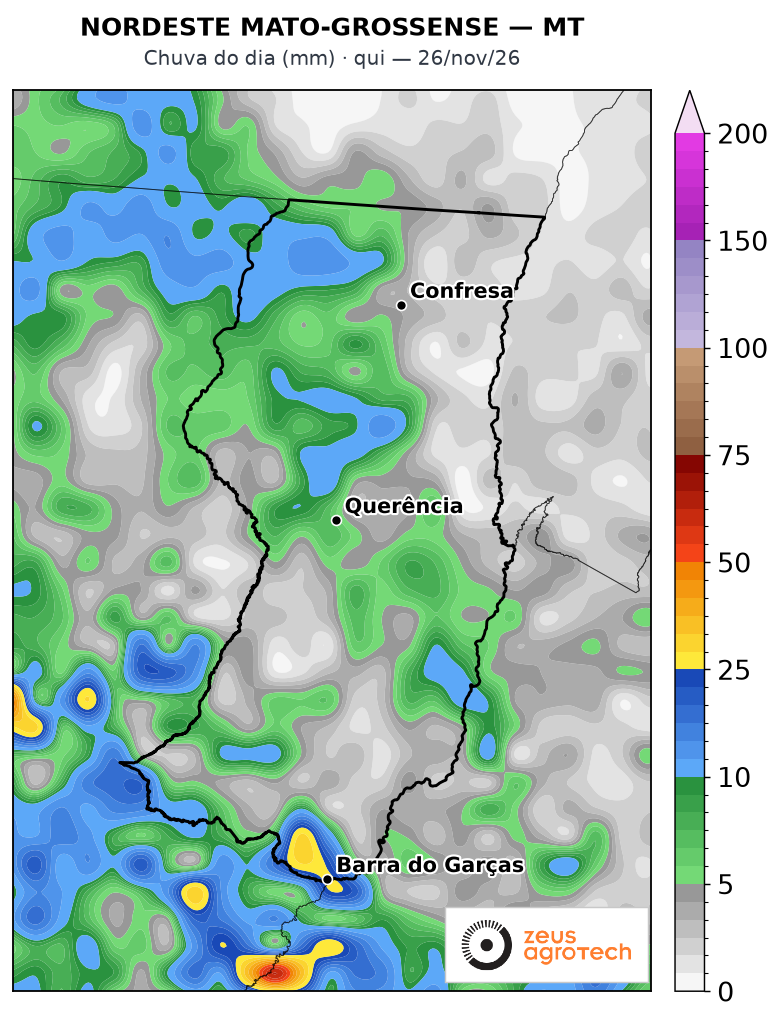 NORDESTE MATO-GROSSENSE — MT
Chuva do dia (mm) · qui — 26/nov/26
200
150
100
75
50
25
10
5
0
Confresa
Querência
Barra do Garças
zeus
agrotech